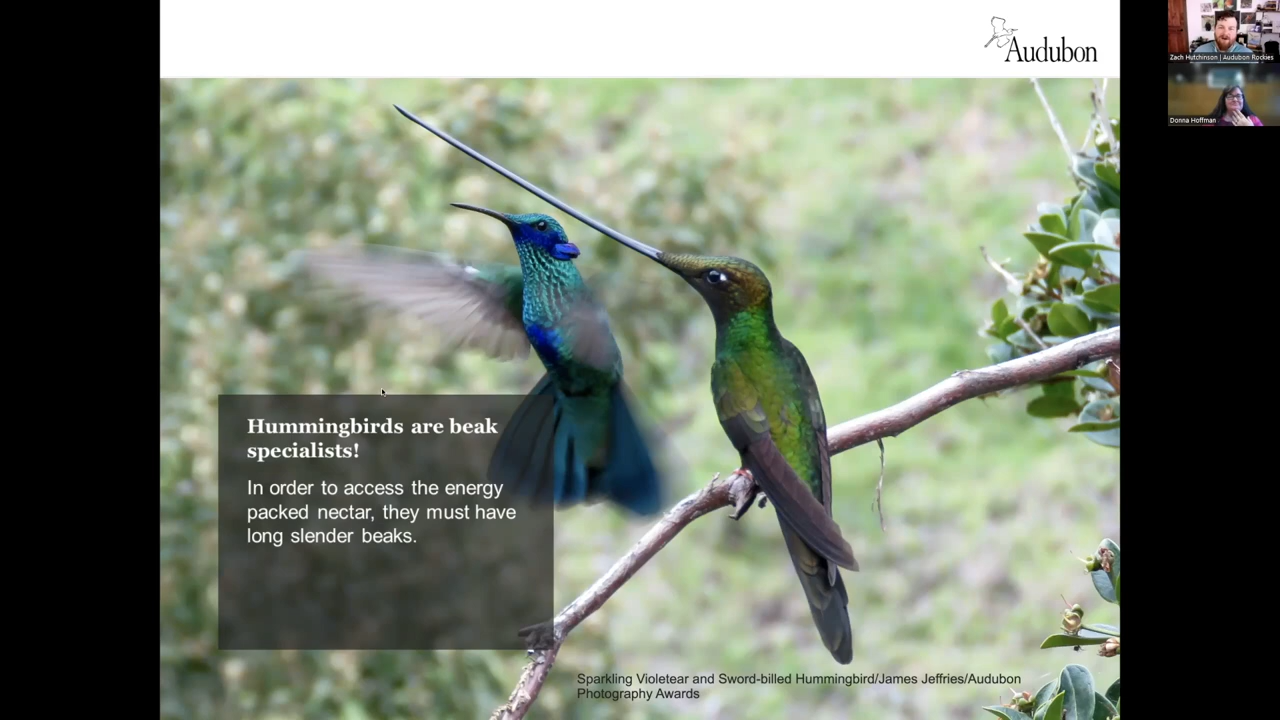 Audubon
Zach Hutchinson | Audubon Rockies
Donna Hoffman
Hummingbirds are beak
specialists!
In order to access the energy
packed nectar, they must have
long slender beaks.
Sparkling Violetear and Sword-billed Hummingbird/James Jeffries/Audubon
Photography Awards